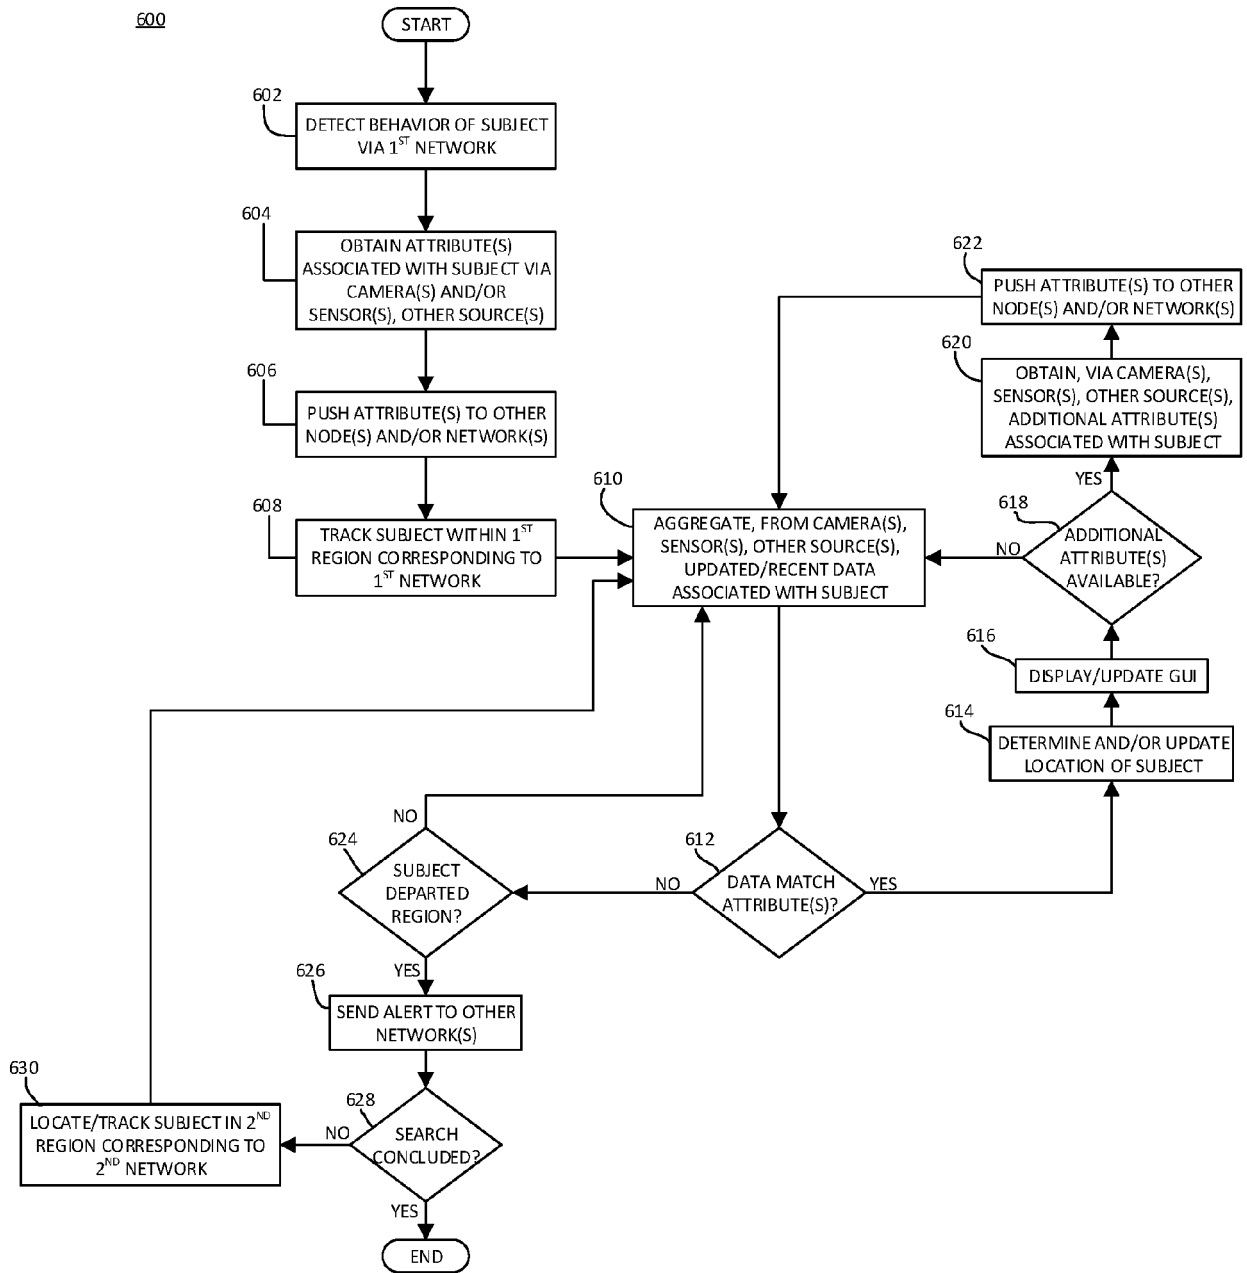 600
START
602
DETECT BEHAVIOR OF SUBJECT
VIA 1ST NETWORK
604
OBTAIN ATTRIBUTE(S)
ASSOCIATED WITH SUBJECT VIA
CAMERA(S) AND/OR
SENSOR(S), OTHER SOURCE(S)
606
PUSH ATTRIBUTE(S) TO OTHER
NODE(S) AND/OR NETWORK(S)
608
TRACK SUBJECT WITHIN 1ST
REGION CORRESPONDING TO
1ST NETWORK
610
AGGREGATE, FROM CAMERA(S),
SENSOR(S), OTHER SOURCE(S),
UPDATED/RECENT DATA
ASSOCIATED WITH SUBJECT
622
PUSH ATTRIBUTE(S) TO OTHER
NODE(S) AND/OR NETWORK(S)
620
OBTAIN, VIA CAMERA(S),
SENSOR(S), OTHER SOURCE(S),
ADDITIONAL ATTRIBUTE(S)
ASSOCIATED WITH SUBJECT
YES
618
ADDITIONAL
ATTRIBUTE(S)
AVAILABLE?
NO
616
DISPLAY/UPDATE GUI
614
DETERMINE AND/OR UPDATE
LOCATION OF SUBJECT
612
DATA MATCH
ATTRIBUTE(S)?
YES
NO
624
SUBJECT
DEPARTED
REGION?
NO
YES
626
SEND ALERT TO OTHER
NETWORK(S)
628
SEARCH
CONCLUDED?
NO
630
LOCATE/TRACK SUBJECT IN 2ND
REGION CORRESPONDING TO
2ND NETWORK
YES
END